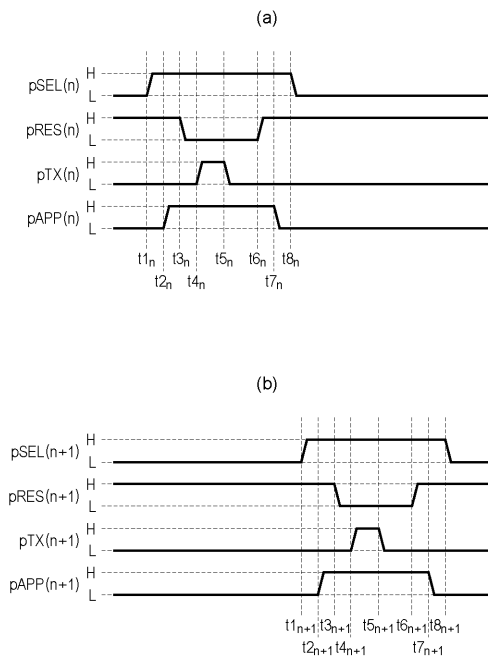 (a)
pSEL(n) H
L
pRES(n) H
L
pTX(n) H
L
pAPP(n) H
L
t1n t3n t5n t6n t8n
t2n t4n t7n
(b)
pSEL(n+1) H
L
pRES(n+1) H
L
pTX(n+1) H
L
pAPP(n+1) H
L
t1n+1 t3n+1 t5n+1 t6n+1 t8n+1
t2n+1 t4n+1 t7n+1